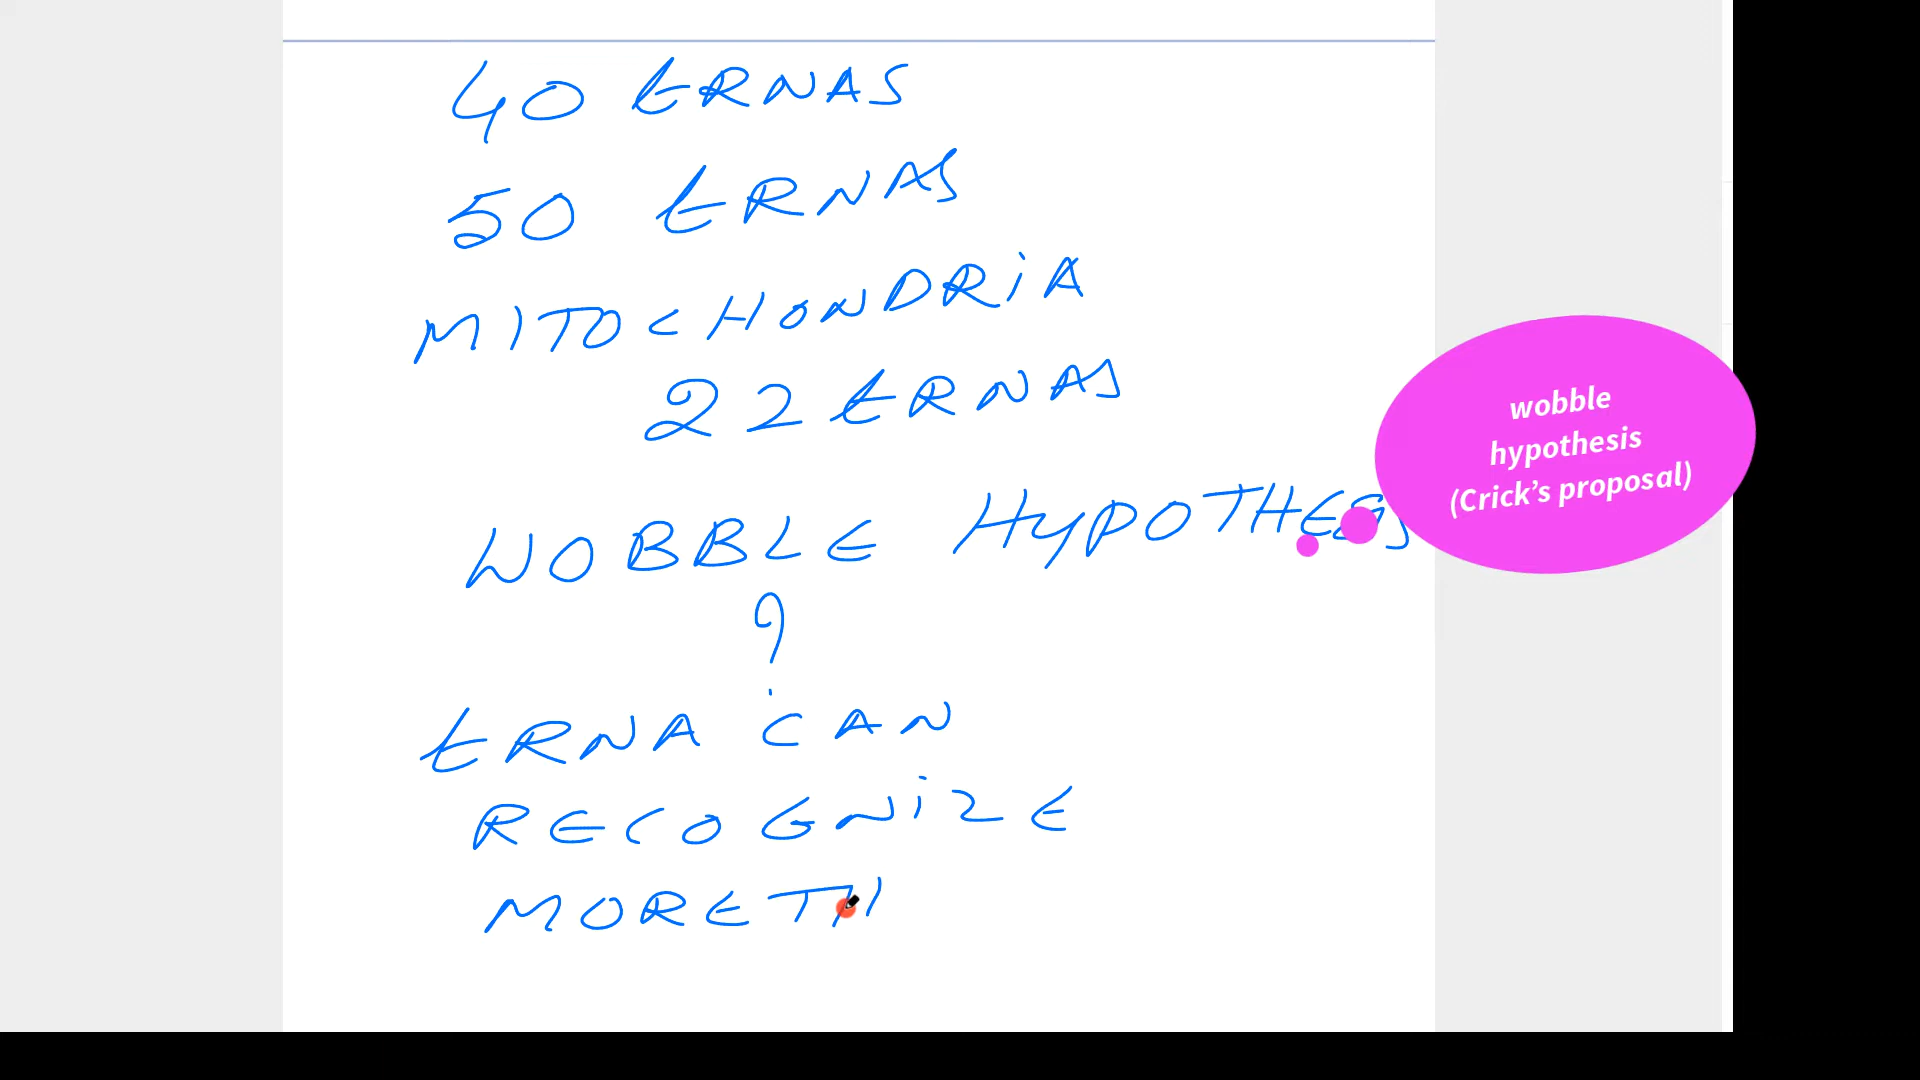 40 tRNAS
50 tRNAS
MITOCHONDRIA
22 tRNAS
WOBBLE HYPOTHESIS
?
tRNA CAN
RECOGNIZE
MORE TH
wobble
hypothesis
(Crick's proposal)